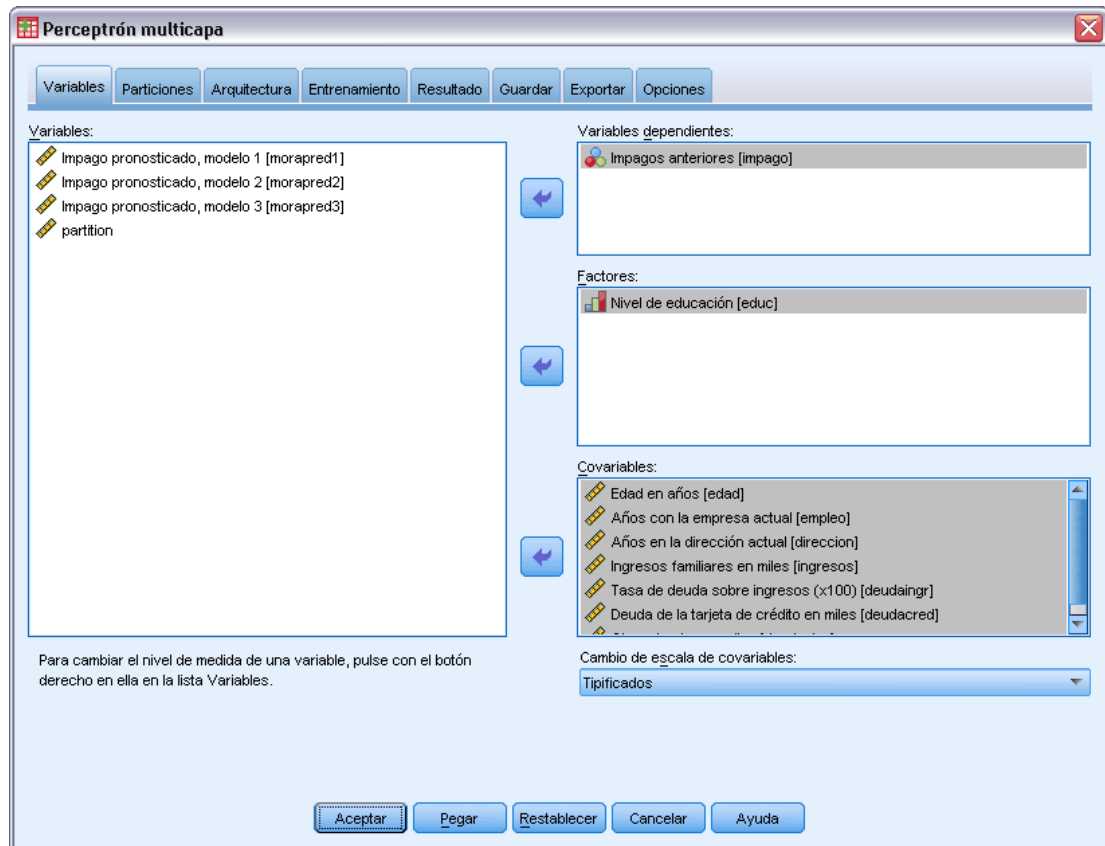 Perceptrón multicapa
Variables Particiones Arquitectura Entrenamiento Resultado Guardar Exportar Opciones
Variables:
Impago pronosticado, modelo 1 [morapred1]
Impago pronosticado, modelo 2 [morapred2]
Impago pronosticado, modelo 3 [morapred3]
partition
Para cambiar el nivel de medida de una variable, pulse con el botón
derecho en ella en la lista Variables.
Variables dependientes:
Impagos anteriores [impago]
Factores:
Nivel de educación [educ]
Covariables:
Edad en años [edad]
Años con la empresa actual [empleo]
Años en la dirección actual [direccion]
Ingresos familiares en miles [ingresos]
Tasa de deuda sobre ingresos (x100) [deudaingr]
Deuda de la tarjeta de crédito en miles [deudacred]
Cambio de escala de covariables:
Tipificados
Aceptar Pegar Restablecer Cancelar Ayuda